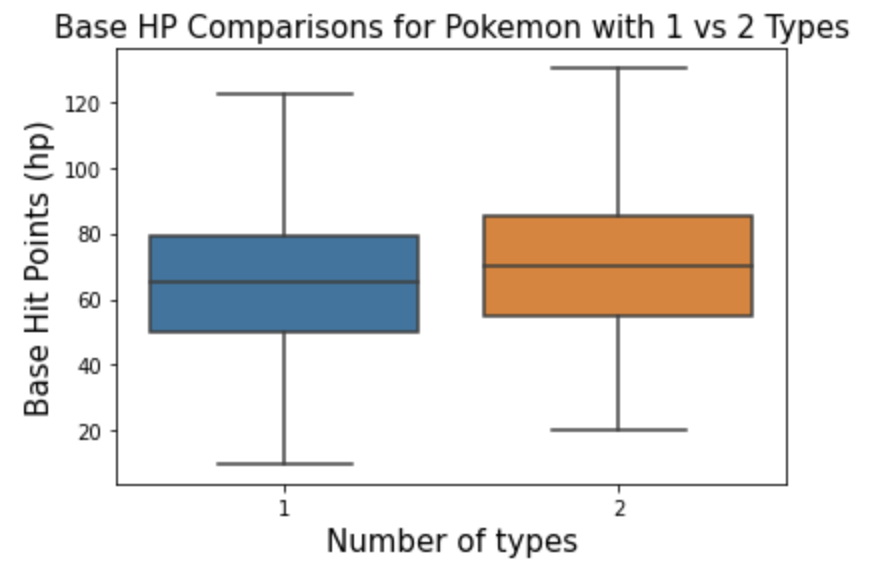 Base HP Comparisons for Pokemon with 1 vs 2 Types
Base Hit Points (hp)
120
100
80
60
40
20
1
2
Number of types